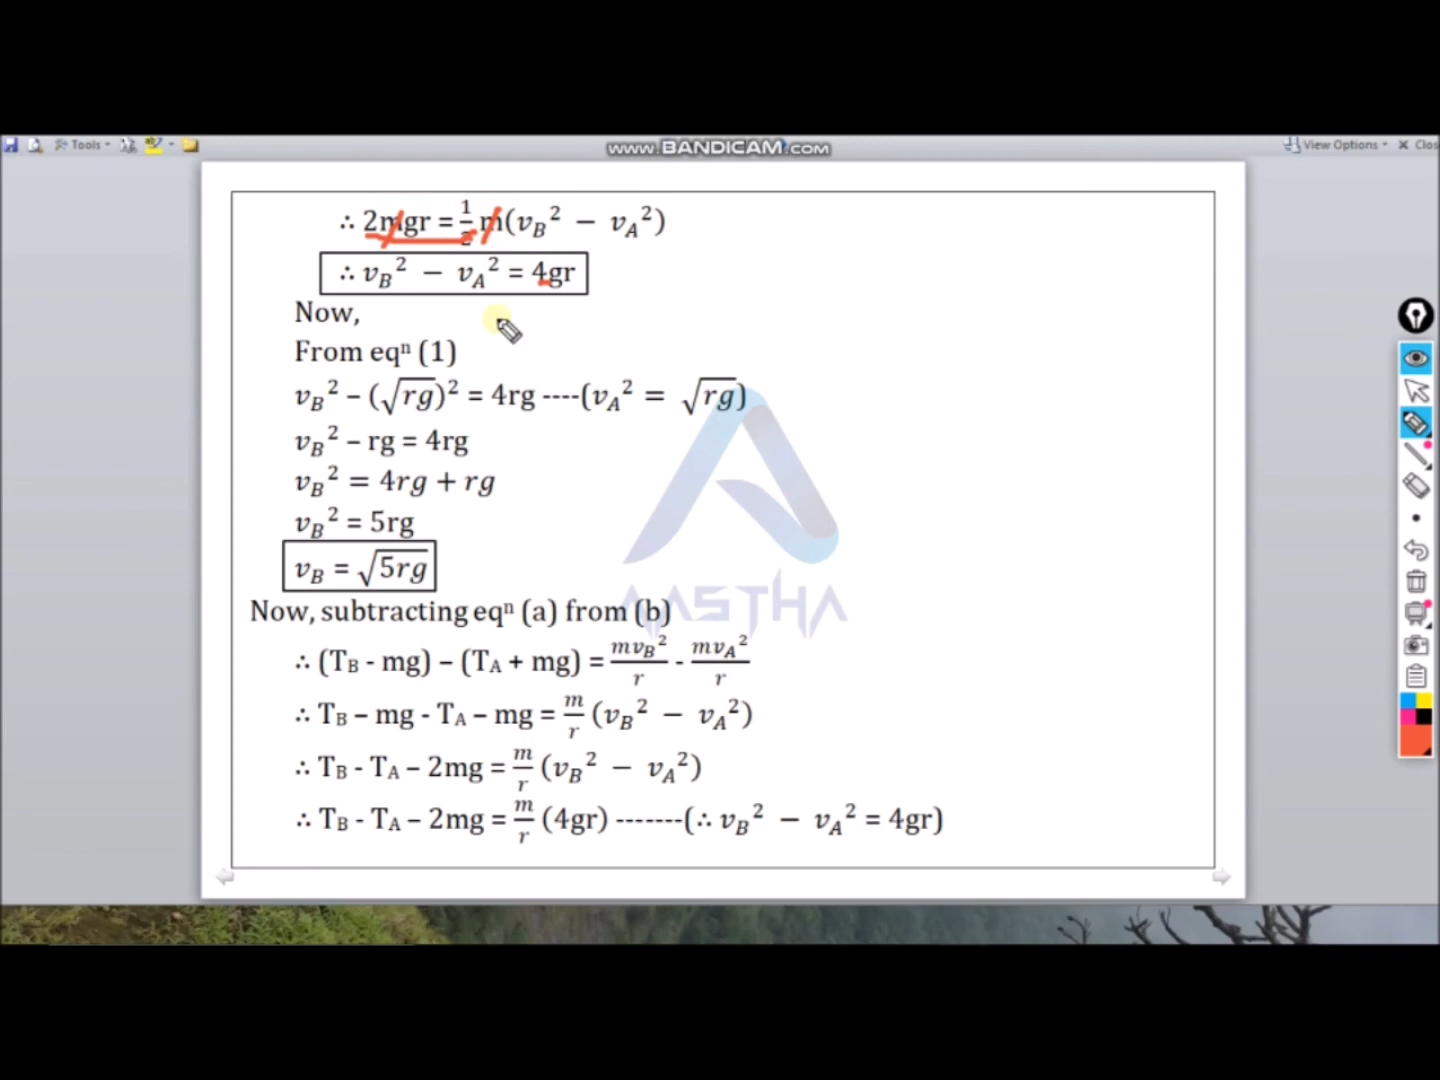 Tools
www.BANDICAM.com
View Options
Clos
∴ 2mgr = 1/2 m(v_B² − v_A²)
∴ v_B² − v_A² = 4gr
Now,
From eqⁿ (1)
v_B² – (√rg)² = 4rg ----(v_A² = √rg)
v_B² – rg = 4rg
v_B² = 4rg + rg
v_B² = 5rg
v_B = √5rg
Now, subtracting eqⁿ (a) from (b)
∴ (T_B - mg) – (T_A + mg) = mv_B²/r - mv_A²/r
∴ T_B – mg - T_A – mg = m/r (v_B² − v_A²)
∴ T_B - T_A – 2mg = m/r (v_B² − v_A²)
∴ T_B - T_A – 2mg = m/r (4gr) -------(∴ v_B² − v_A² = 4gr)
AASTHA